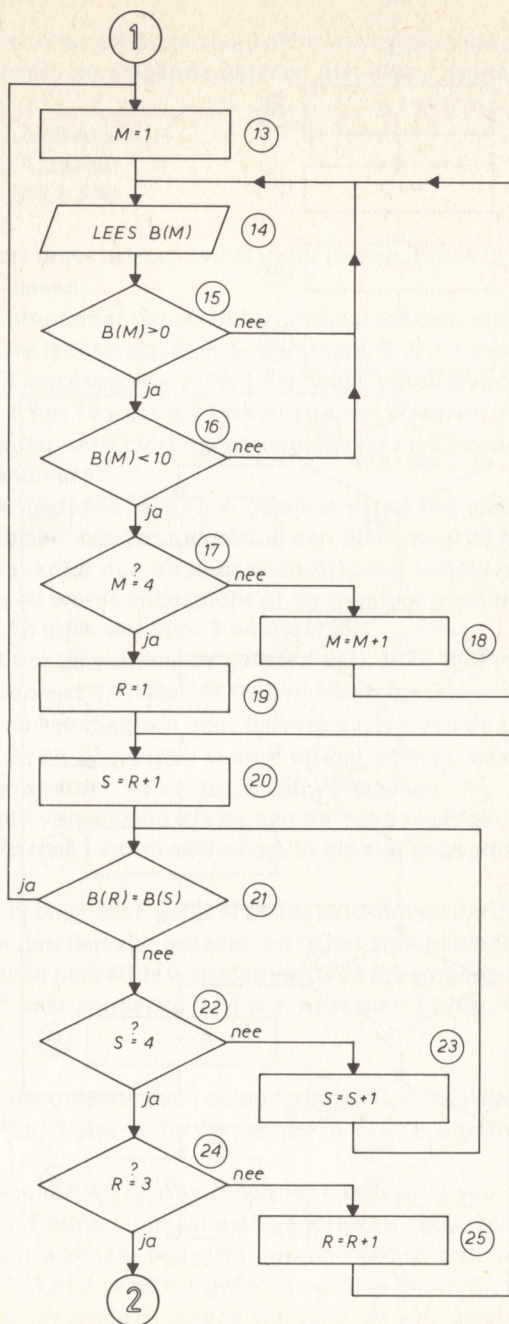 1
M=1
13
LEES B(M)
14
15
B(M)>0
nee
ja
16
B(M)<10
nee
ja
17
?
M=4
nee
ja
M=M+1
18
R=1
19
S=R+1
20
ja
B(R)=B(S)
21
nee
22
?
S=4
nee
23
ja
S=S+1
24
?
R=3
nee
ja
R=R+1
25
2